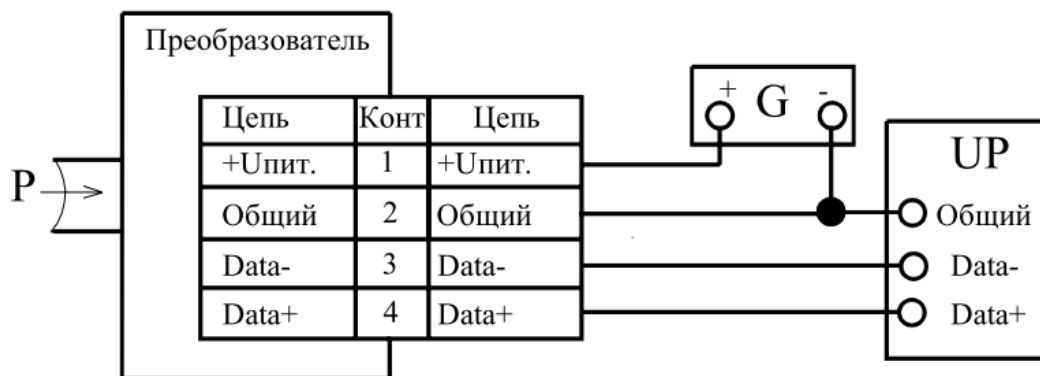 Преобразователь
+ G -
Цепь Конт Цепь
UP
+Uпит. 1 +Uпит.
P
Общий 2 Общий Общий
Data- 3 Data- Data-
Data+ 4 Data+ Data+